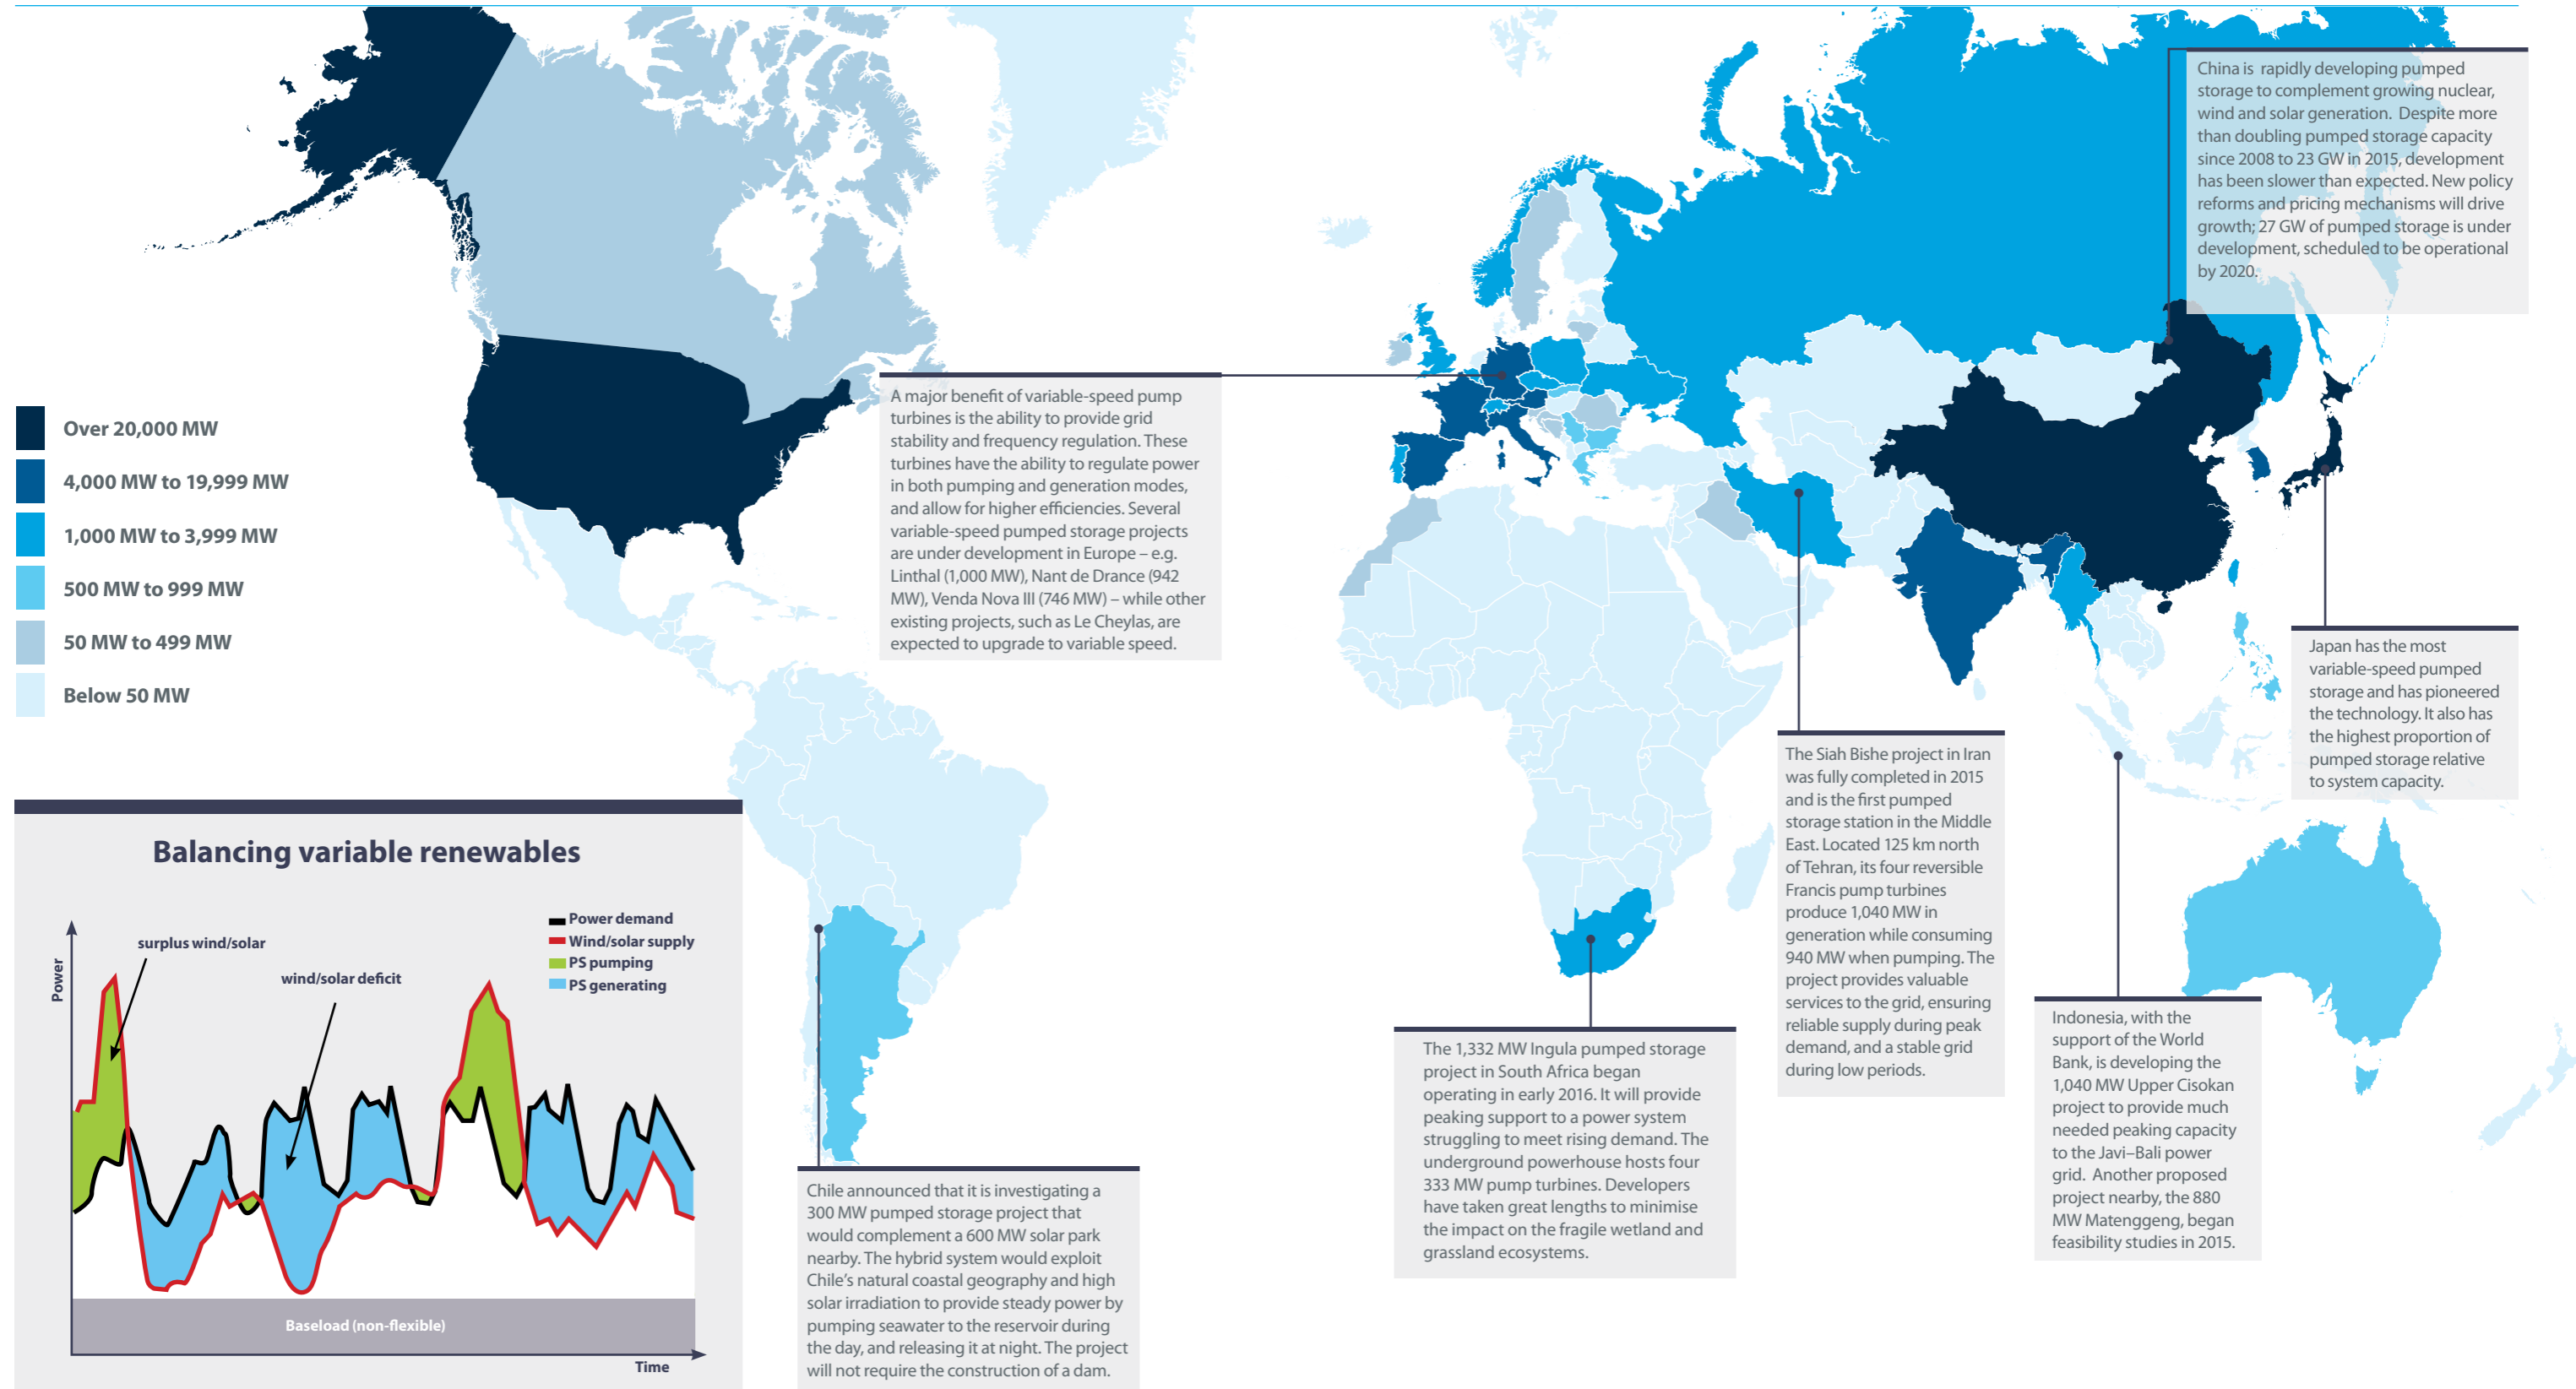 China is rapidly developing pumped
storage to complement growing nuclear,
wind and solar generation. Despite more
than doubling pumped storage capacity
since 2008 to 23 GW in 2015, development
has been slower than expected. New policy
reforms and pricing mechanisms will drive
growth; 27 GW of pumped storage is under
development, scheduled to be operational
by 2020.
Over 20,000 MW
4,000 MW to 19,999 MW
1,000 MW to 3,999 MW
500 MW to 999 MW
50 MW to 499 MW
Below 50 MW
A major benefit of variable-speed pump
turbines is the ability to provide grid
stability and frequency regulation. These
turbines have the ability to regulate power
in both pumping and generation modes,
and allow for higher efficiencies. Several
variable-speed pumped storage projects
are under development in Europe – e.g.
Linthal (1,000 MW), Nant de Drance (942
MW), Venda Nova III (746 MW) – while other
existing projects, such as Le Cheylas, are
expected to upgrade to variable speed.
Japan has the most
variable-speed pumped
storage and has pioneered
the technology. It also has
the highest proportion of
pumped storage relative
to system capacity.
The Siah Bishe project in Iran
was fully completed in 2015
and is the first pumped
storage station in the Middle
East. Located 125 km north
of Tehran, its four reversible
Francis pump turbines
produce 1,040 MW in
generation while consuming
940 MW when pumping. The
project provides valuable
services to the grid, ensuring
reliable supply during peak
demand, and a stable grid
during low periods.
Balancing variable renewables
Power demand
Wind/solar supply
PS pumping
PS generating
surplus wind/solar
wind/solar deficit
Power
Baseload (non-flexible)
Time
Chile announced that it is investigating a
300 MW pumped storage project that
would complement a 600 MW solar park
nearby. The hybrid system would exploit
Chile's natural coastal geography and high
solar irradiation to provide steady power by
pumping seawater to the reservoir during
the day, and releasing it at night. The project
will not require the construction of a dam.
The 1,332 MW Ingula pumped storage
project in South Africa began
operating in early 2016. It will provide
peaking support to a power system
struggling to meet rising demand. The
underground powerhouse hosts four
333 MW pump turbines. Developers
have taken great lengths to minimise
the impact on the fragile wetland and
grassland ecosystems.
Indonesia, with the
support of the World
Bank, is developing the
1,040 MW Upper Cisokan
project to provide much
needed peaking capacity
to the Javi–Bali power
grid. Another proposed
project nearby, the 880
MW Matenggeng, began
feasibility studies in 2015.